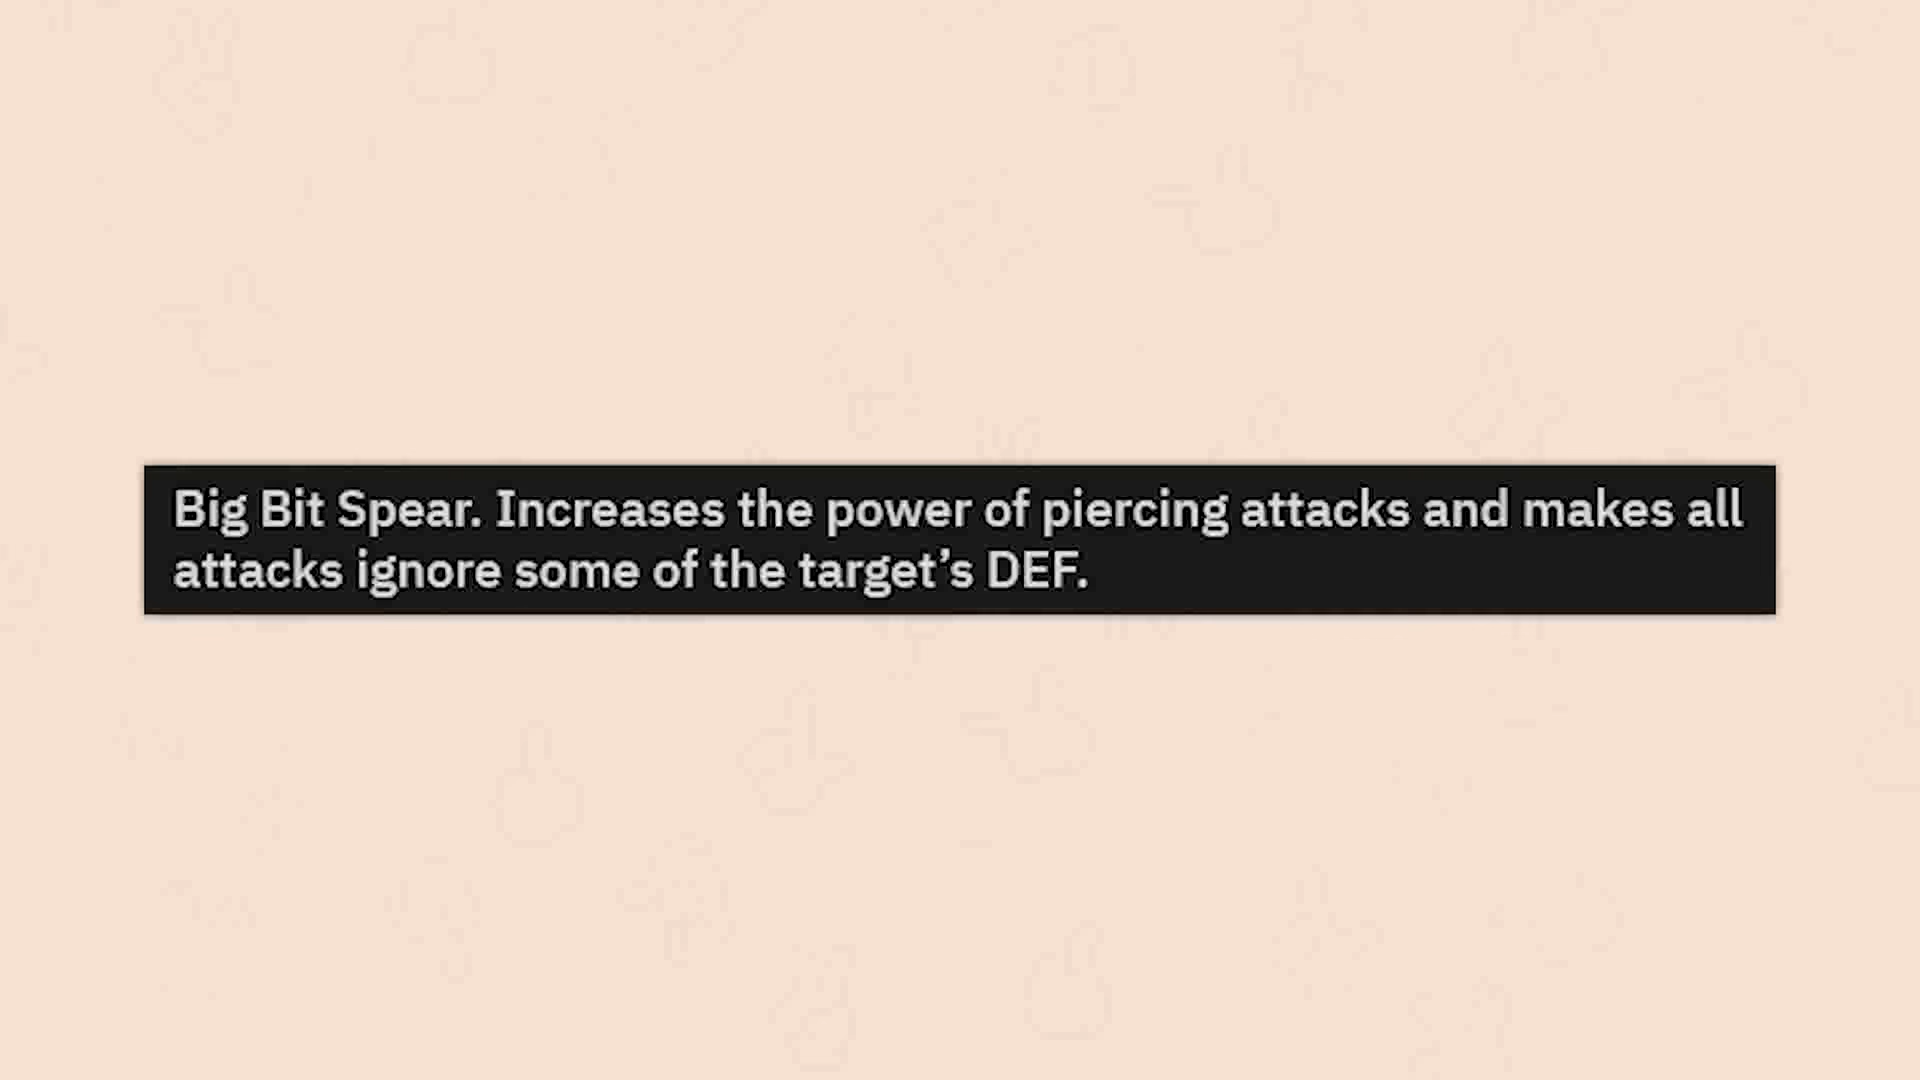 Big Bit Spear. Increases the power of piercing attacks and makes all
attacks ignore some of the target’s DEF.